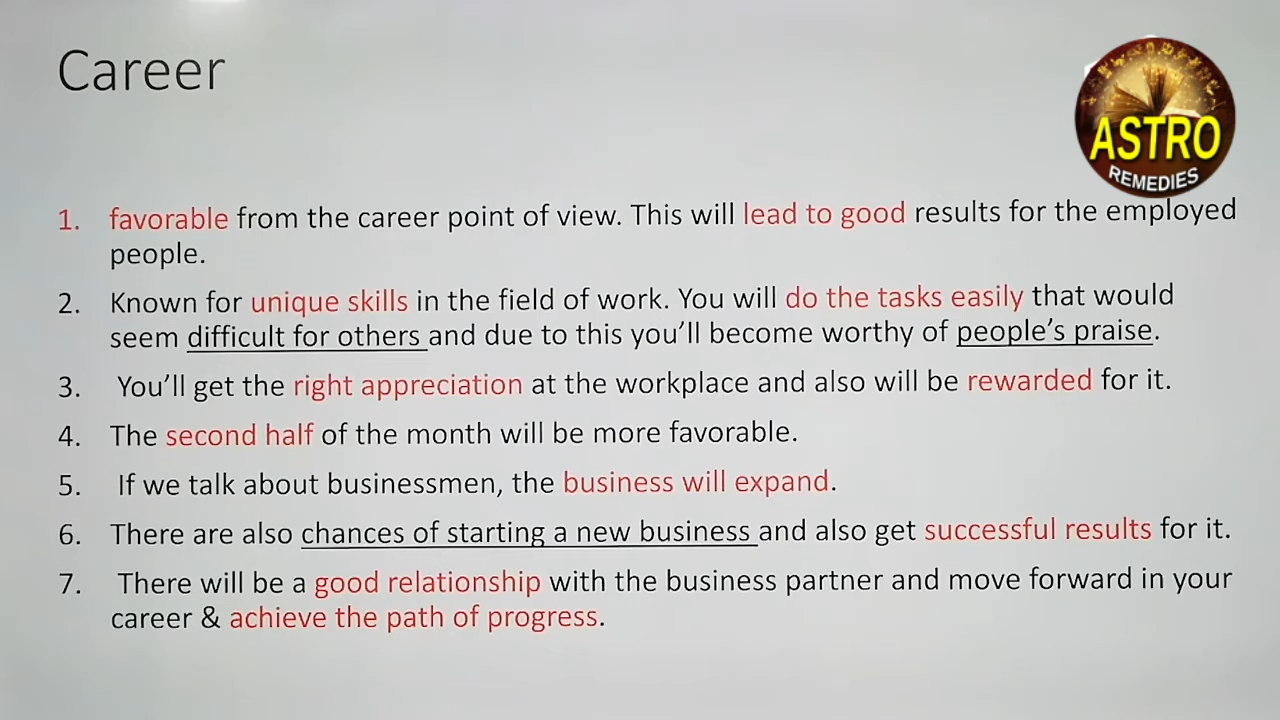 Career
ASTRO
REMEDIES
1. favorable from the career point of view. This will lead to good results for the employed
people.
2. Known for unique skills in the field of work. You will do the tasks easily that would
seem difficult for others and due to this you'll become worthy of people's praise.
3. You'll get the right appreciation at the workplace and also will be rewarded for it.
4. The second half of the month will be more favorable.
5. If we talk about businessmen, the business will expand.
6. There are also chances of starting a new business and also get successful results for it.
7. There will be a good relationship with the business partner and move forward in your
career & achieve the path of progress.